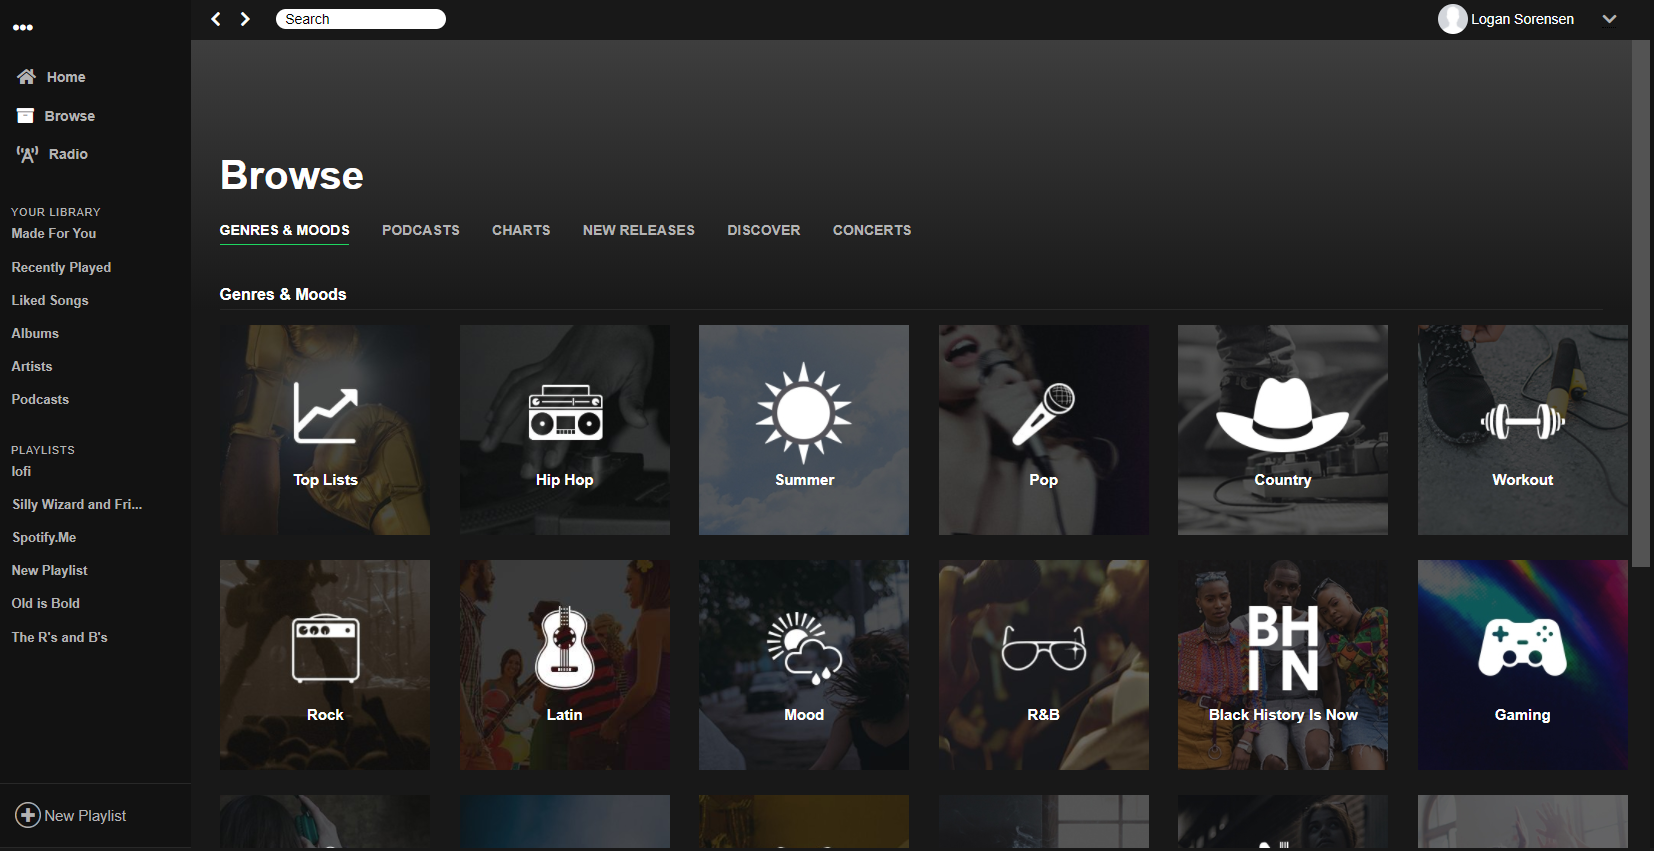 Search
Logan Sorensen
Home
Browse
Radio
YOUR LIBRARY
Made For You
Recently Played
Liked Songs
Albums
Artists
Podcasts
PLAYLISTS
lofi
Silly Wizard and Fri...
Spotify.Me
New Playlist
Old is Bold
The R's and B's
New Playlist
Browse
GENRES & MOODS PODCASTS CHARTS NEW RELEASES DISCOVER CONCERTS
Genres & Moods
Top Lists
Hip Hop
Summer
Pop
Country
Workout
Rock
Latin
Mood
R&B
BH
IN
Black History Is Now
Gaming